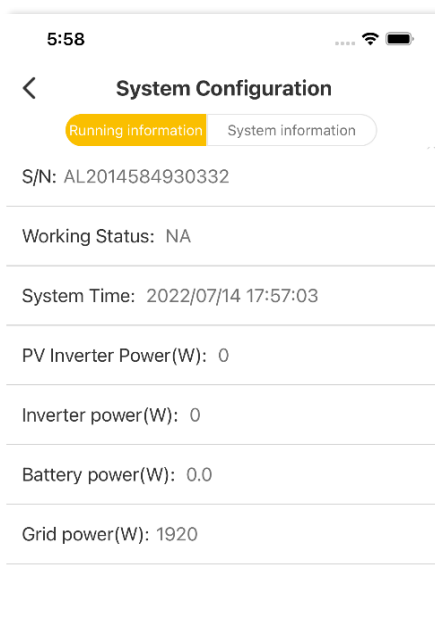 5:58
System Configuration
Running information System information
S/N: AL2014584930332
Working Status: NA
System Time: 2022/07/14 17:57:03
PV Inverter Power(W): 0
Inverter power(W): 0
Battery power(W): 0.0
Grid power(W): 1920